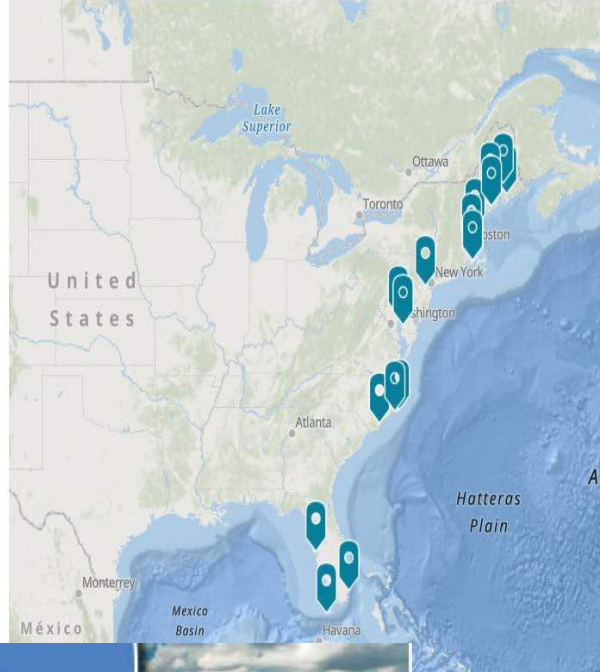 Lake
Superior
Ottawa
Toronto
oston
New York
United
States
shington
Atlanta
Hatteras
Plain
A
Monterrey
Mexico
Basin
México
Havana